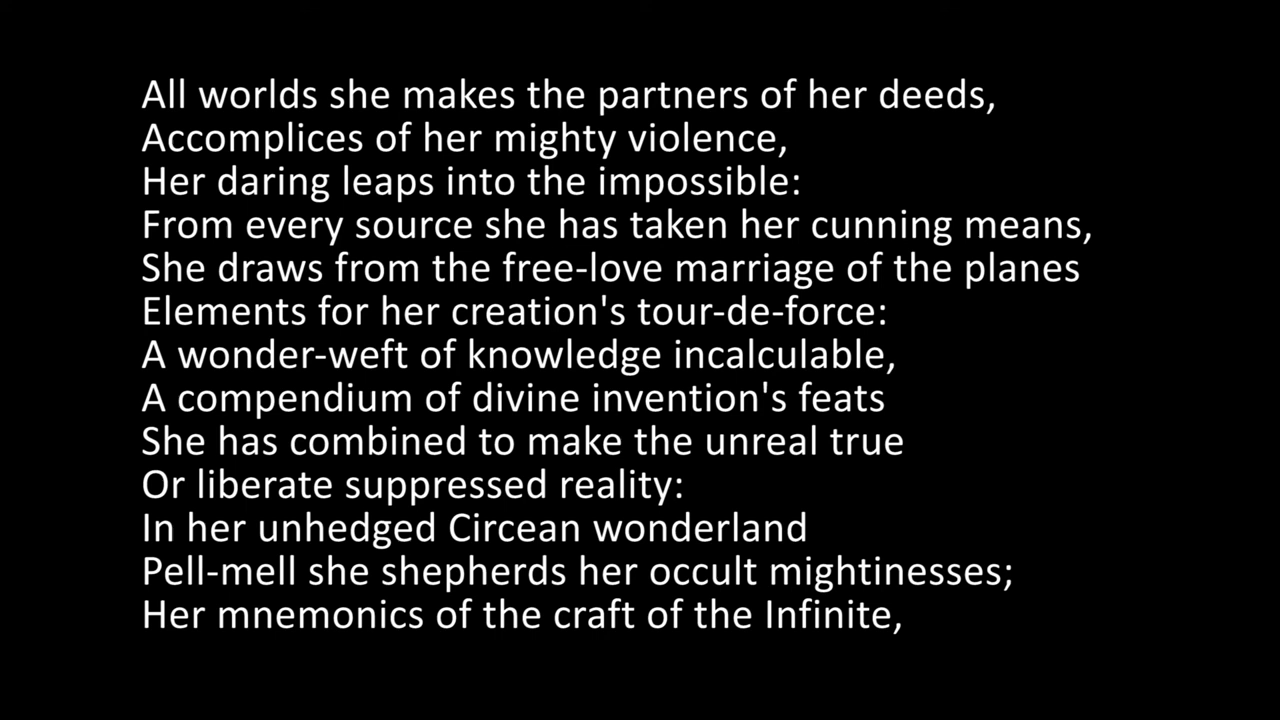 All worlds she makes the partners of her deeds,
Accomplices of her mighty violence,
Her daring leaps into the impossible:
From every source she has taken her cunning means,
She draws from the free-love marriage of the planes
Elements for her creation's tour-de-force:
A wonder-weft of knowledge incalculable,
A compendium of divine invention's feats
She has combined to make the unreal true
Or liberate suppressed reality:
In her unhedged Circean wonderland
Pell-mell she shepherds her occult mightinesses;
Her mnemonics of the craft of the Infinite,